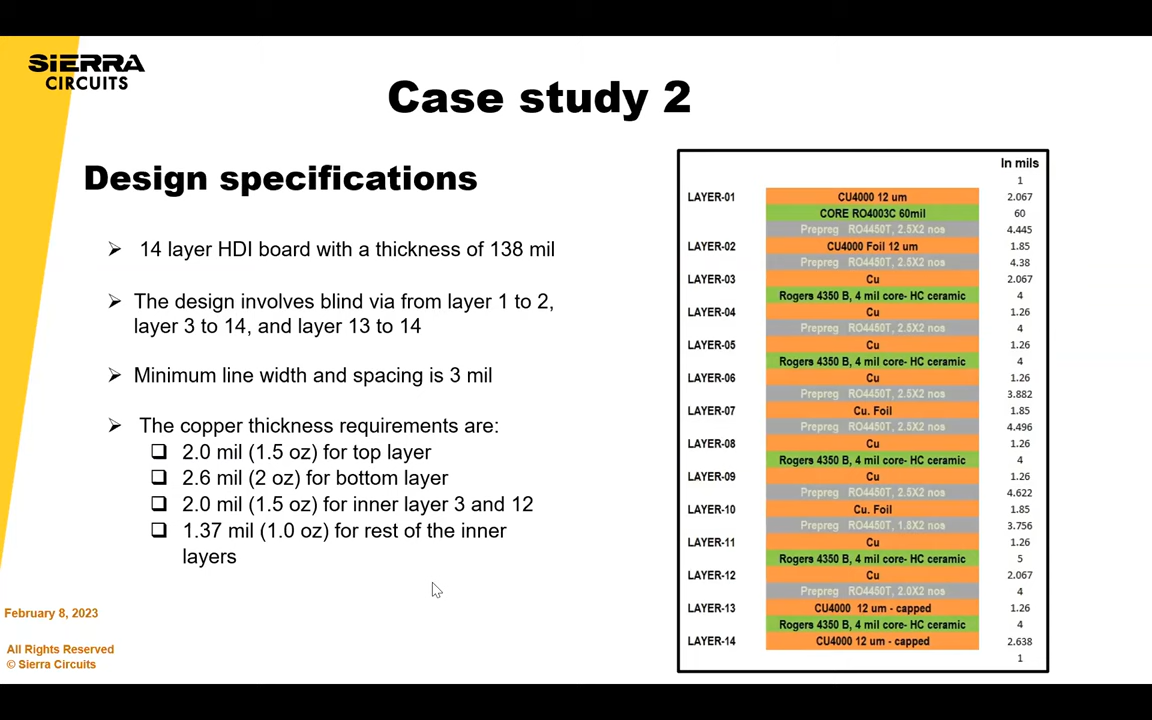 SIERRA
CIRCUITS
Case study 2
Design specifications
14 layer HDI board with a thickness of 138 mil
The design involves blind via from layer 1 to 2,
layer 3 to 14, and layer 13 to 14
Minimum line width and spacing is 3 mil
The copper thickness requirements are:
2.0 mil (1.5 oz) for top layer
2.6 mil (2 oz) for bottom layer
2.0 mil (1.5 oz) for inner layer 3 and 12
1.37 mil (1.0 oz) for rest of the inner
layers
In mils
1
LAYER-01 CU4000 12 um 2.067
CORE RO4003C 60mil 60
Prepreg RO4450T, 2.5X2 nos 4.445
LAYER-02 CU4000 Foil 12 um 1.85
Prepreg RO4450T, 2.5X2 nos 4.38
LAYER-03 Cu 2.067
Rogers 4350 B, 4 mil core- HC ceramic 4
LAYER-04 Cu 1.26
Prepreg RO4450T, 2.5X2 nos 4
LAYER-05 Cu 1.26
Rogers 4350 B, 4 mil core- HC ceramic 4
LAYER-06 Cu 1.26
Prepreg RO4450T, 2.5X2 nos 3.882
LAYER-07 Cu. Foil 1.85
Prepreg RO4450T, 2.5X2 nos 4.496
LAYER-08 Cu 1.26
Rogers 4350 B, 4 mil core- HC ceramic 4
LAYER-09 Cu 1.26
Prepreg RO4450T, 2.5X2 nos 4.622
LAYER-10 Cu. Foil 1.85
Prepreg RO4450T, 1.8X2 nos 3.756
LAYER-11 Cu 1.26
Rogers 4350 B, 4 mil core- HC ceramic 5
LAYER-12 Cu 2.067
Prepreg RO4450T, 2.0X2 nos 4
LAYER-13 CU4000 12 um - capped 1.26
Rogers 4350 B, 4 mil core- HC ceramic 4
LAYER-14 CU4000 12 um - capped 2.638
1
February 8, 2023
All Rights Reserved
© Sierra Circuits